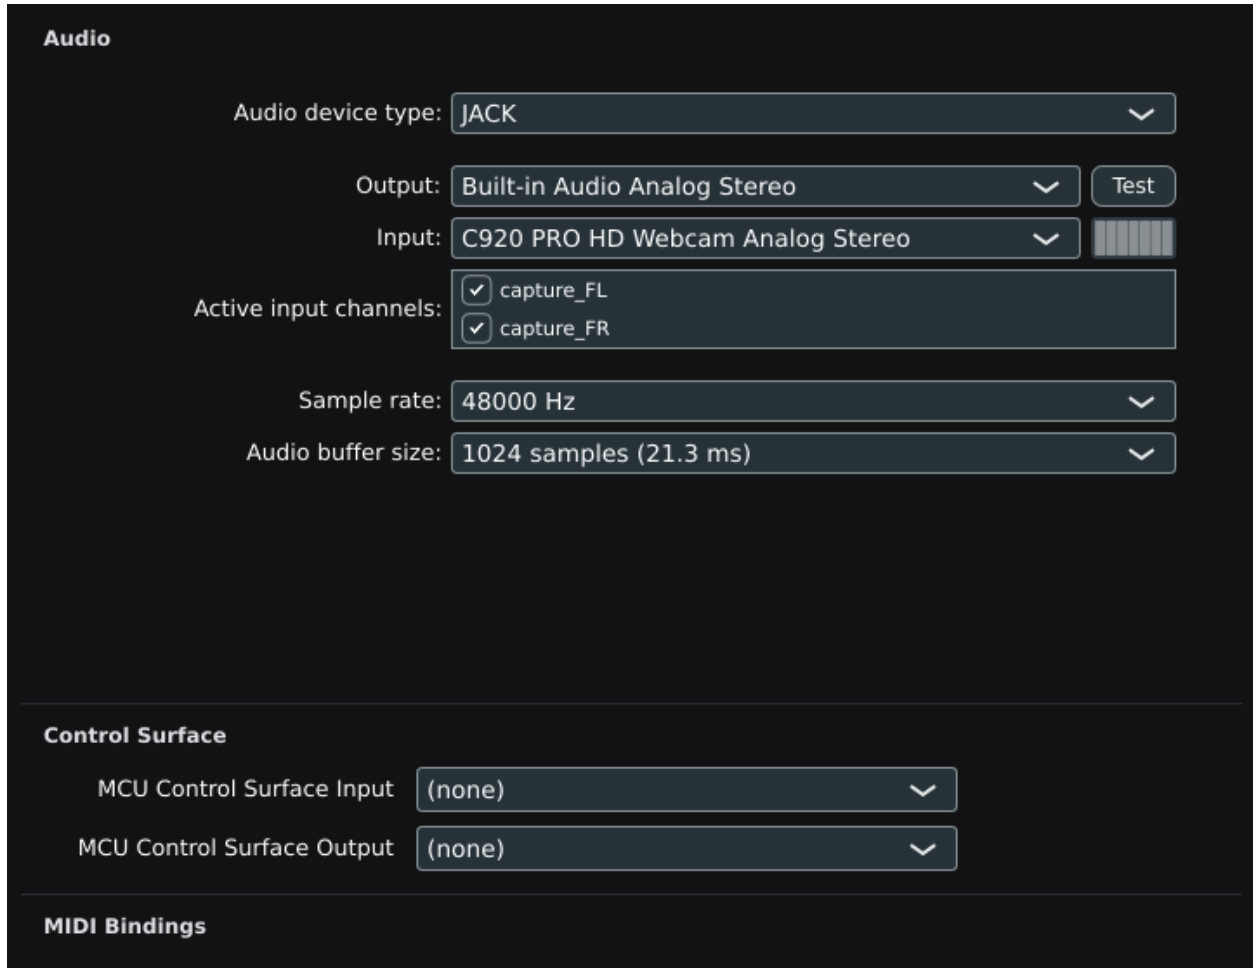 Audio
Audio device type: JACK
Output: Built-in Audio Analog Stereo Test
Input: C920 PRO HD Webcam Analog Stereo
Active input channels: capture_FL
capture_FR
Sample rate: 48000 Hz
Audio buffer size: 1024 samples (21.3 ms)
Control Surface
MCU Control Surface Input (none)
MCU Control Surface Output (none)
MIDI Bindings